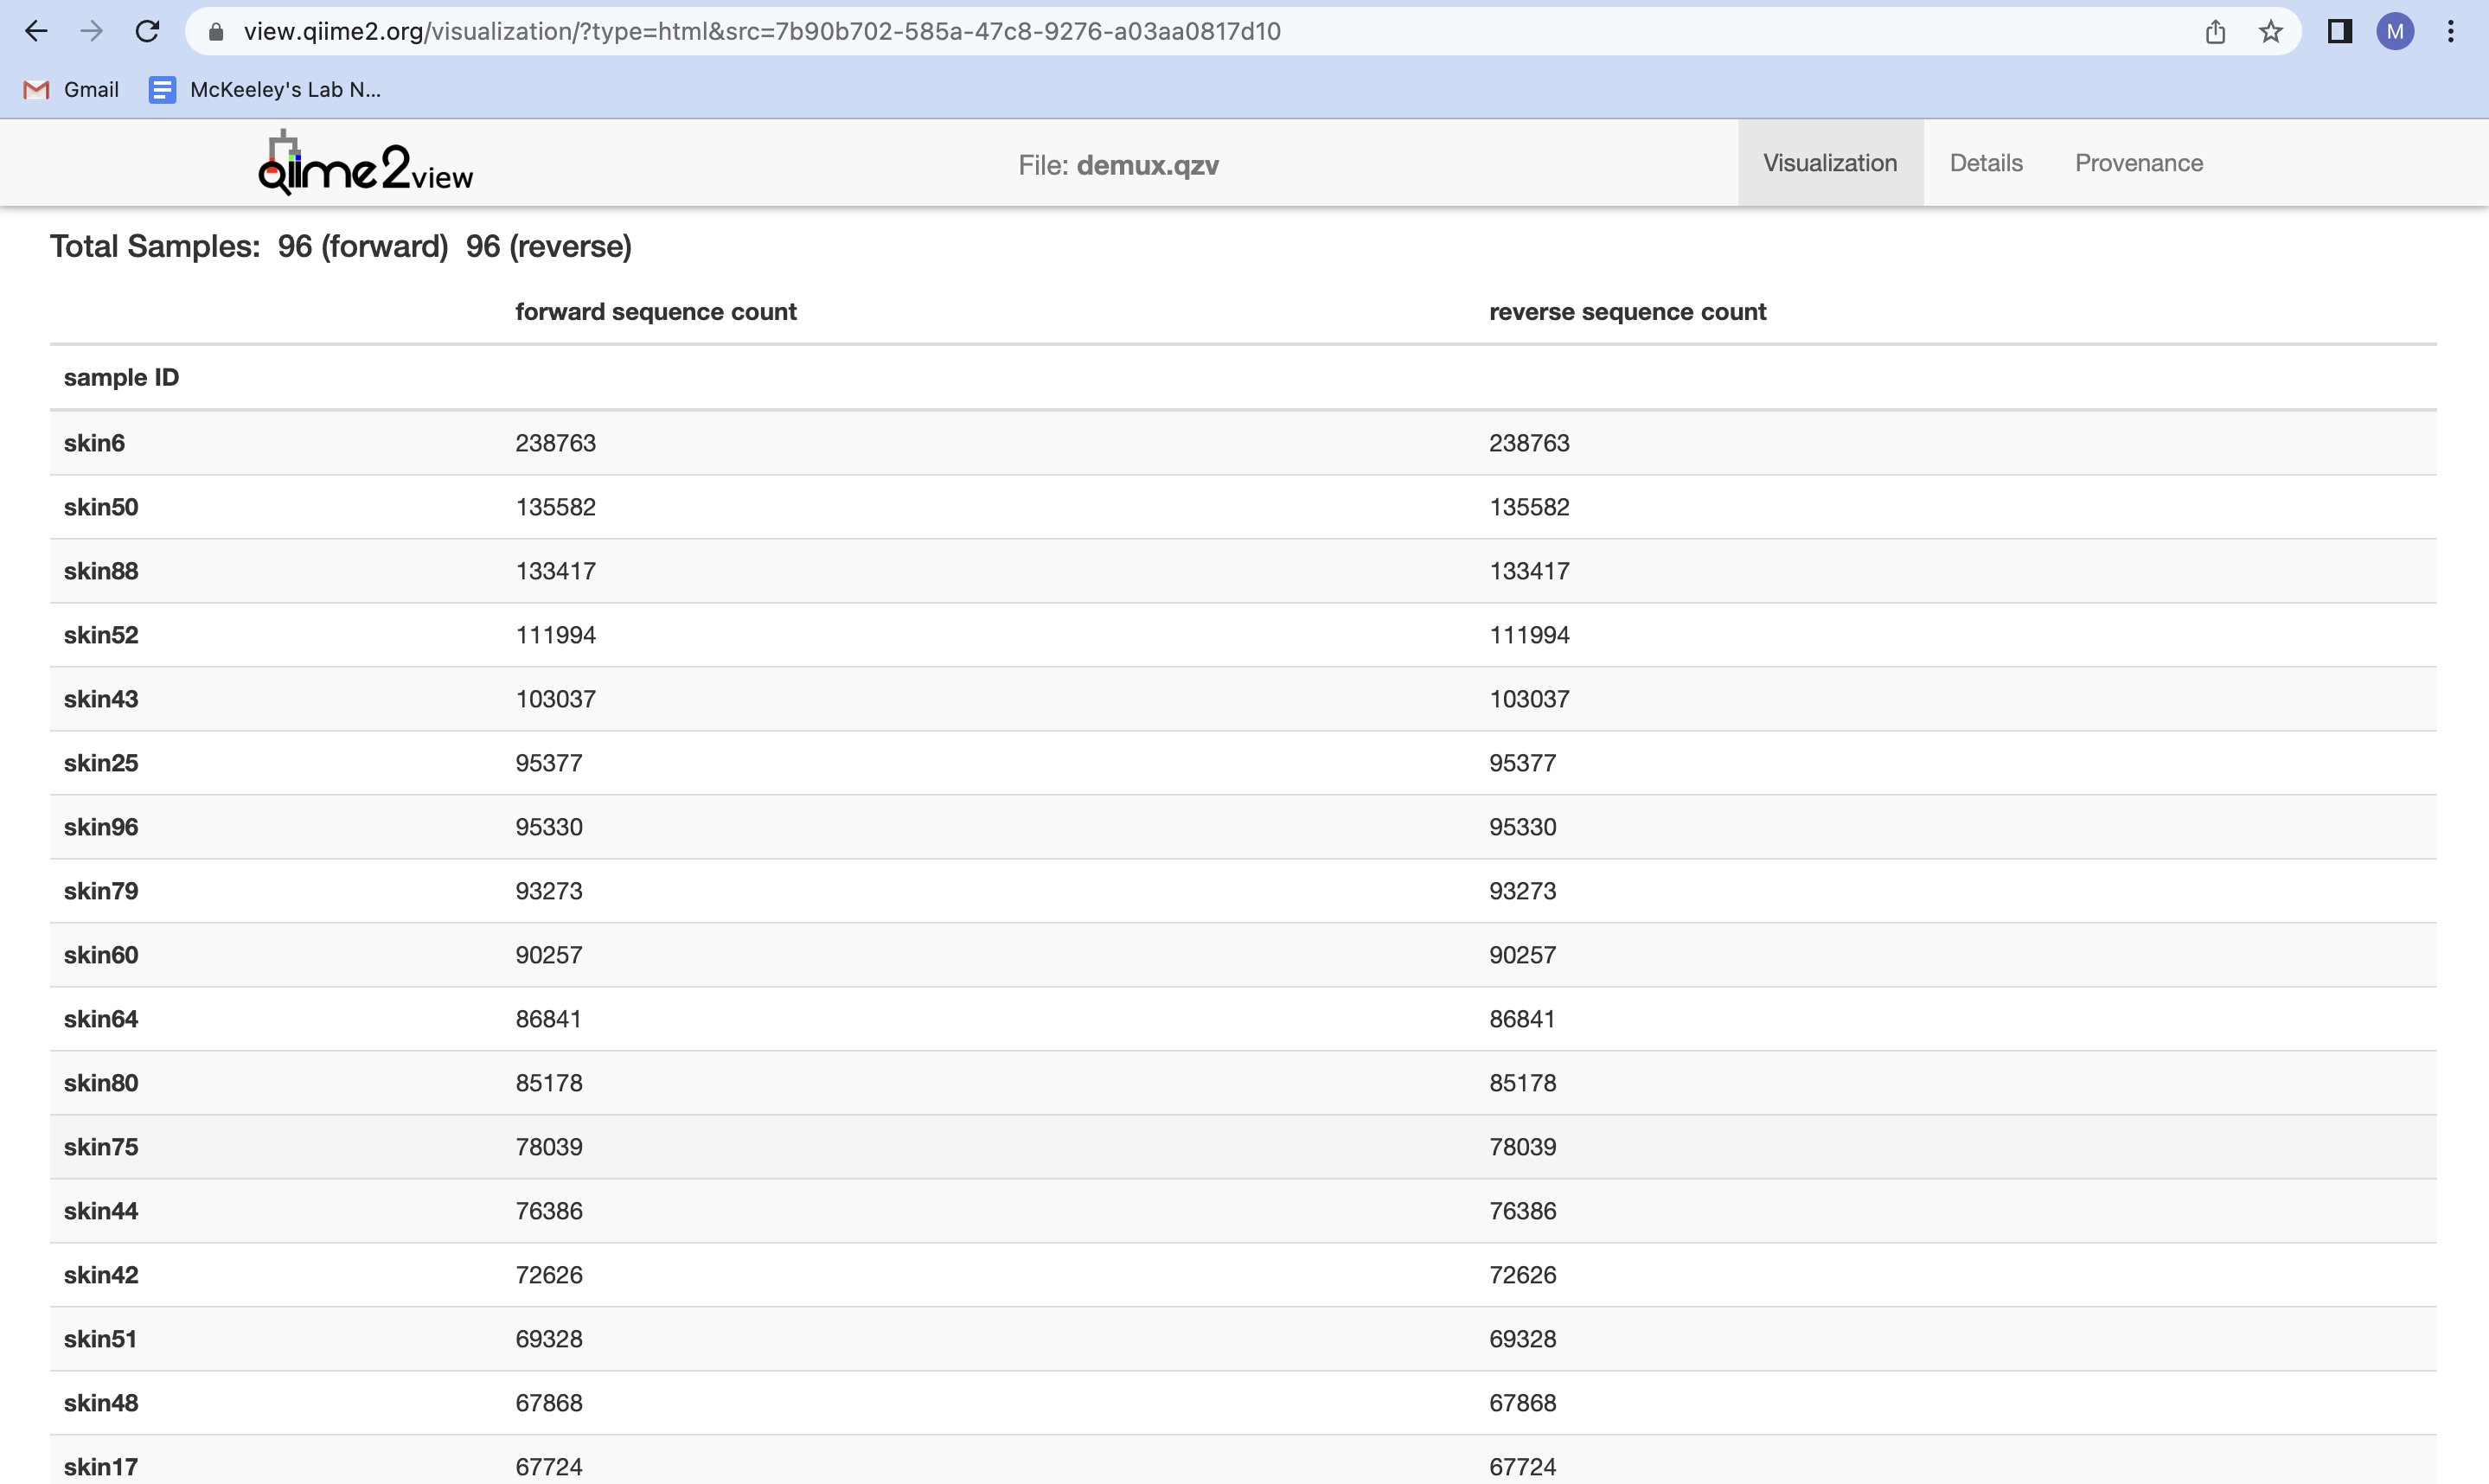 view.qiime2.org/visualization/?type=html&src=7b90b702-585a-47c8-9276-a03aa0817d10
M
Gmail
McKeeley's Lab N...
qiime2view
File: demux.qzv
Visualization
Details
Provenance
Total Samples: 96 (forward) 96 (reverse)
forward sequence count reverse sequence count
sample ID
skin6 238763 238763
skin50 135582 135582
skin88 133417 133417
skin52 111994 111994
skin43 103037 103037
skin25 95377 95377
skin96 95330 95330
skin79 93273 93273
skin60 90257 90257
skin64 86841 86841
skin80 85178 85178
skin75 78039 78039
skin44 76386 76386
skin42 72626 72626
skin51 69328 69328
skin48 67868 67868
skin17 67724 67724